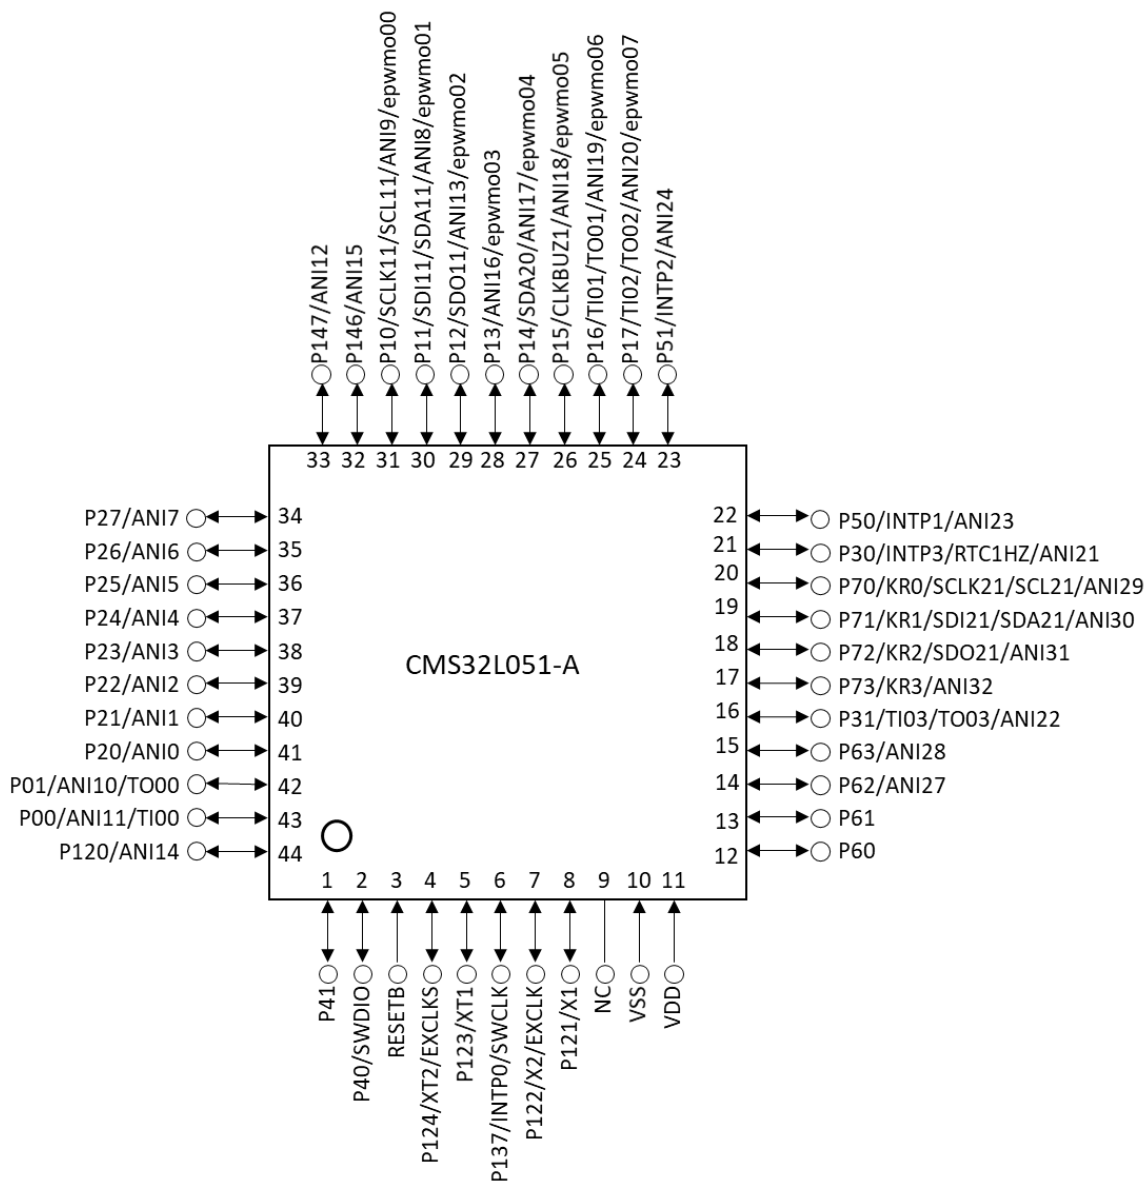 P147/ANI12
P146/ANI15
P10/SCLK11/SCL11/ANI9/epwmo00
P11/SDI11/SDA11/ANI8/epwmo01
P12/SDO11/ANI13/epwmo02
P13/ANI16/epwmo03
P14/SDA20/ANI17/epwmo04
P15/CLKBUZ1/ANI18/epwmo05
P16/TI01/TO01/ANI19/epwmo06
P17/TI02/TO02/ANI20/epwmo07
P51/INTP2/ANI24
33 32 31 30 29 28 27 26 25 24 23
P27/ANI7 34
P26/ANI6 35
P25/ANI5 36
P24/ANI4 37
P23/ANI3 38
P22/ANI2 39
P21/ANI1 40
P20/ANI0 41
P01/ANI10/TO00 42
P00/ANI11/TI00 43
P120/ANI14 44
CMS32L051-A
22 P50/INTP1/ANI23
21 P30/INTP3/RTC1HZ/ANI21
20 P70/KR0/SCLK21/SCL21/ANI29
19 P71/KR1/SDI21/SDA21/ANI30
18 P72/KR2/SDO21/ANI31
17 P73/KR3/ANI32
16 P31/TI03/TO03/ANI22
15 P63/ANI28
14 P62/ANI27
13 P61
12 P60
1 2 3 4 5 6 7 8 9 10 11
P41
P40/SWDIO
RESETB
P124/XT2/EXCLKS
P123/XT1
P137/INTP0/SWCLK
P122/X2/EXCLK
P121/X1
NC
VSS
VDD